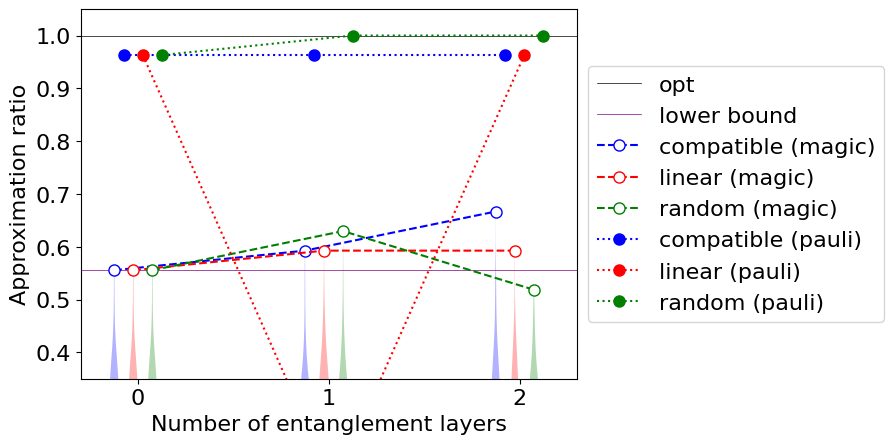 1.0
0.9
0.8
0.7
0.6
0.5
0.4
Approximation ratio
0 1 2
Number of entanglement layers
opt
lower bound
compatible (magic)
linear (magic)
random (magic)
compatible (pauli)
linear (pauli)
random (pauli)